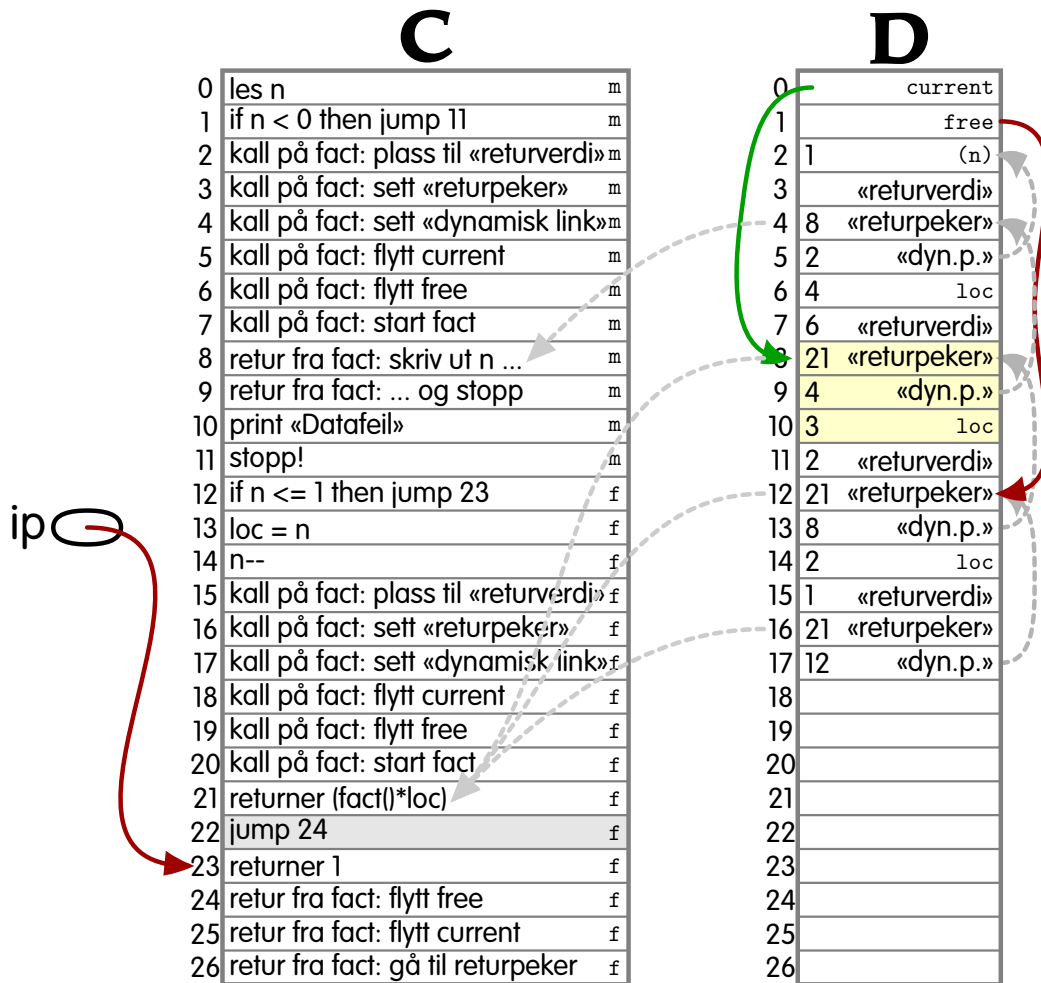 C
0 les n m
1 if n < 0 then jump 11 m
2 kall på fact: plass til «returverdi» m
3 kall på fact: sett «returpeker» m
4 kall på fact: sett «dynamisk link» m
5 kall på fact: flytt current m
6 kall på fact: flytt free m
7 kall på fact: start fact m
8 retur fra fact: skriv ut n ... m
9 retur fra fact: ... og stopp m
10 print «Datafeil» m
11 stopp! m
12 if n <= 1 then jump 23 f
13 loc = n f
14 n-- f
15 kall på fact: plass til «returverdi» f
16 kall på fact: sett «returpeker» f
17 kall på fact: sett «dynamisk link» f
18 kall på fact: flytt current f
19 kall på fact: flytt free f
20 kall på fact: start fact f
21 returner (fact()*loc) f
22 jump 24 f
23 returner 1 f
24 retur fra fact: flytt free f
25 retur fra fact: flytt current f
26 retur fra fact: gå til returpeker f
ip
D
0 current
1 free
2 1 (n)
3 «returverdi»
4 8 «returpeker»
5 2 «dyn.p.»
6 4 loc
7 6 «returverdi»
8 21 «returpeker»
9 4 «dyn.p.»
10 3 loc
11 2 «returverdi»
12 21 «returpeker»
13 8 «dyn.p.»
14 2 loc
15 1 «returverdi»
16 21 «returpeker»
17 12 «dyn.p.»
18
19
20
21
22
23
24
25
26